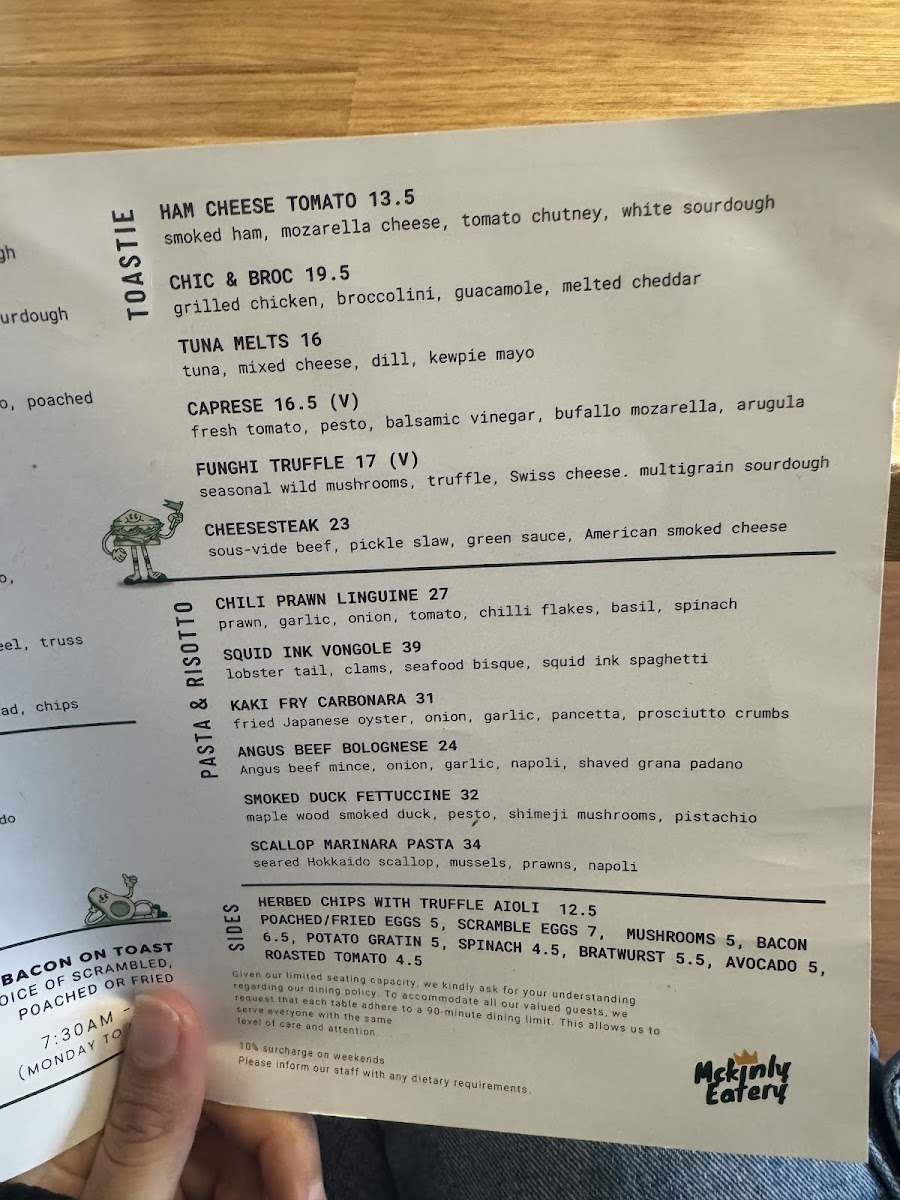 gh
urdough
o, poached
o,
eel, truss
ad, chips
do
BACON ON TOAST
OICE OF SCRAMBLED,
POACHED OR FRIED
7:30AM -
(MONDAY TO
TOASTIE
HAM CHEESE TOMATO 13.5
smoked ham, mozarella cheese, tomato chutney, white sourdough
CHIC & BROC 19.5
grilled chicken, broccolini, guacamole, melted cheddar
TUNA MELTS 16
tuna, mixed cheese, dill, kewpie mayo
CAPRESE 16.5 (V)
fresh tomato, pesto, balsamic vinegar, bufallo mozarella, arugula
FUNGHI TRUFFLE 17 (V)
seasonal wild mushrooms, truffle, Swiss cheese. multigrain sourdough
CHEESESTEAK 23
sous-vide beef, pickle slaw, green sauce, American smoked cheese
PASTA & RISOTTO
CHILI PRAWN LINGUINE 27
prawn, garlic, onion, tomato, chilli flakes, basil, spinach
SQUID INK VONGOLE 39
lobster tail, clams, seafood bisque, squid ink spaghetti
KAKI FRY CARBONARA 31
fried Japanese oyster, onion, garlic, pancetta, prosciutto crumbs
ANGUS BEEF BOLOGNESE 24
Angus beef mince, onion, garlic, napoli, shaved grana padano
SMOKED DUCK FETTUCCINE 32
maple wood smoked duck, pesto, shimeji mushrooms, pistachio
SCALLOP MARINARA PASTA 34
seared Hokkaido scallop, mussels, prawns, napoli
SIDES
HERBED CHIPS WITH TRUFFLE AIOLI 12.5
POACHED/FRIED EGGS 5, SCRAMBLE EGGS 7, MUSHROOMS 5, BACON
6.5, POTATO GRATIN 5, SPINACH 4.5, BRATWURST 5.5, AVOCADO 5,
ROASTED TOMATO 4.5
Given our limited seating capacity, we kindly ask for your understanding
regarding our dining policy. To accommodate all our valued guests, we
request that each table adhere to a 90-minute dining limit. This allows us to
serve everyone with the same
level of care and attention.
10% surcharge on weekends
Please inform our staff with any dietary requirements.
Mckinly
Eatery